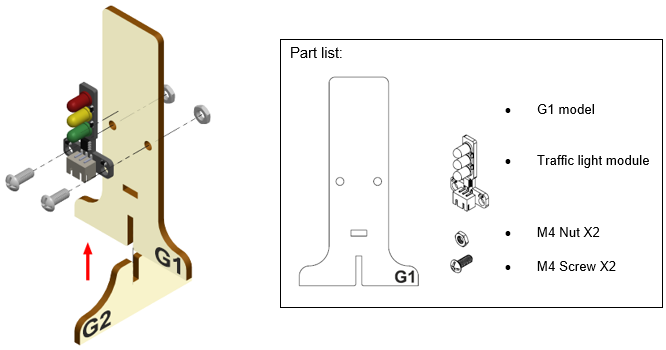 G1
G2
Part list:
G1
• G1 model
• Traffic light module
• M4 Nut X2
• M4 Screw X2